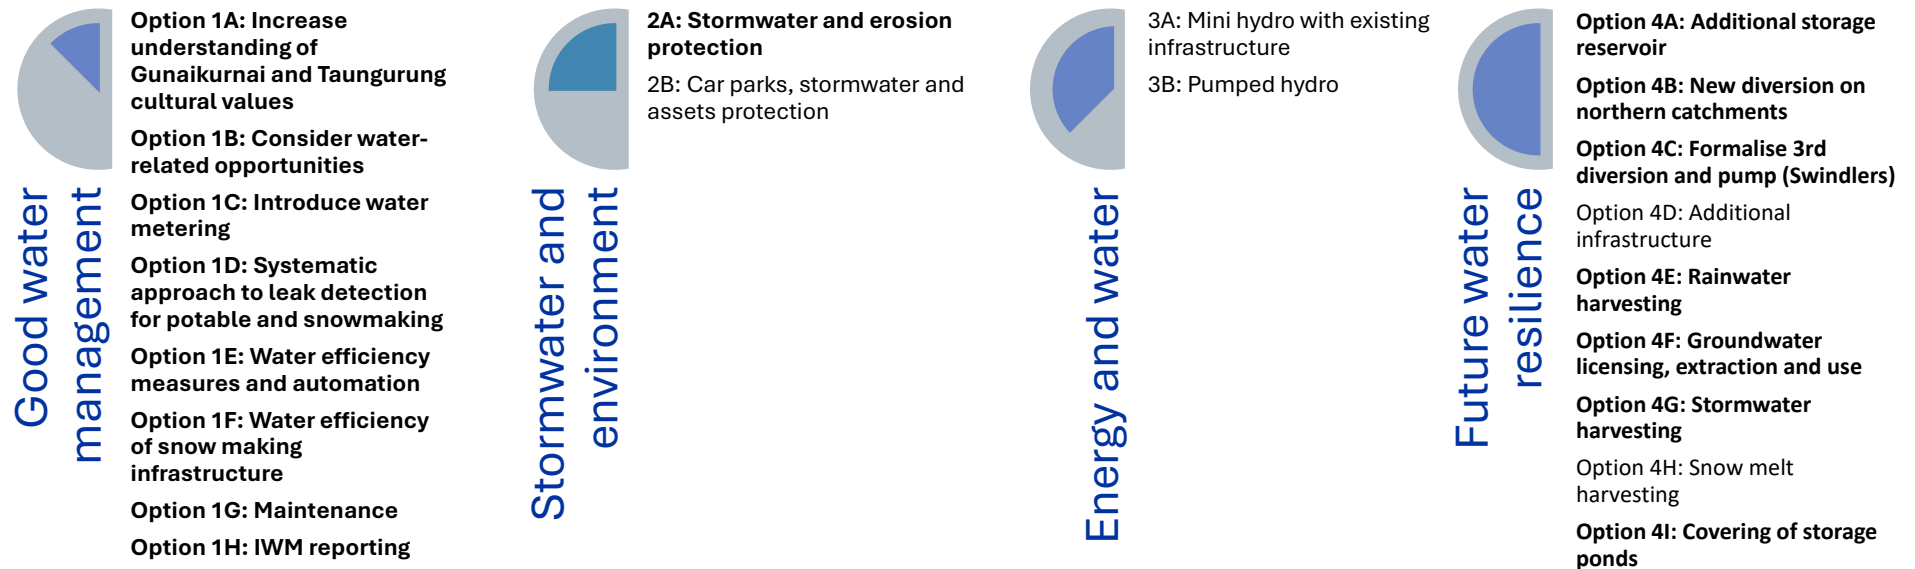 Good water
management
Option 1A: Increase
understanding of
Gunaikurnai and Taungurung
cultural values
Option 1B: Consider water-
related opportunities
Option 1C: Introduce water
metering
Option 1D: Systematic
approach to leak detection
for potable and snowmaking
Option 1E: Water efficiency
measures and automation
Option 1F: Water efficiency
of snow making
infrastructure
Option 1G: Maintenance
Option 1H: IWM reporting
Stormwater and
environment
2A: Stormwater and erosion
protection
2B: Car parks, stormwater and
assets protection
Energy and water
3A: Mini hydro with existing
infrastructure
3B: Pumped hydro
Future water
resilience
Option 4A: Additional storage
reservoir
Option 4B: New diversion on
northern catchments
Option 4C: Formalise 3rd
diversion and pump (Swindlers)
Option 4D: Additional
infrastructure
Option 4E: Rainwater
harvesting
Option 4F: Groundwater
licensing, extraction and use
Option 4G: Stormwater
harvesting
Option 4H: Snow melt
harvesting
Option 4I: Covering of storage
ponds